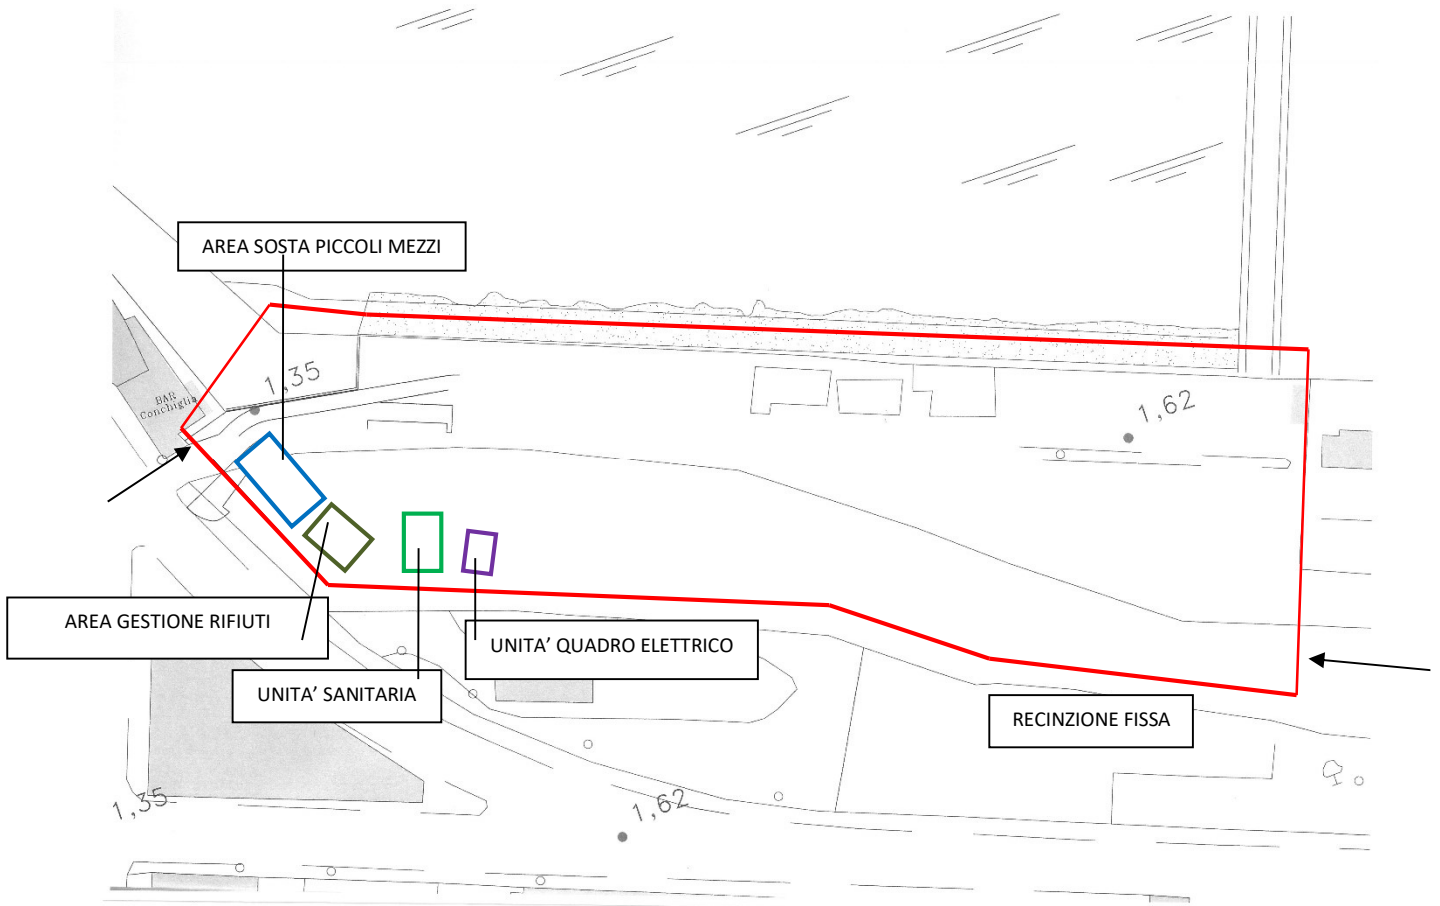 AREA SOSTA PICCOLI MEZZI
1,35
BAR
Conchiglia
1,62
AREA GESTIONE RIFIUTI
UNITA’ QUADRO ELETTRICO
UNITA’ SANITARIA
RECINZIONE FISSA
1,35
1,62